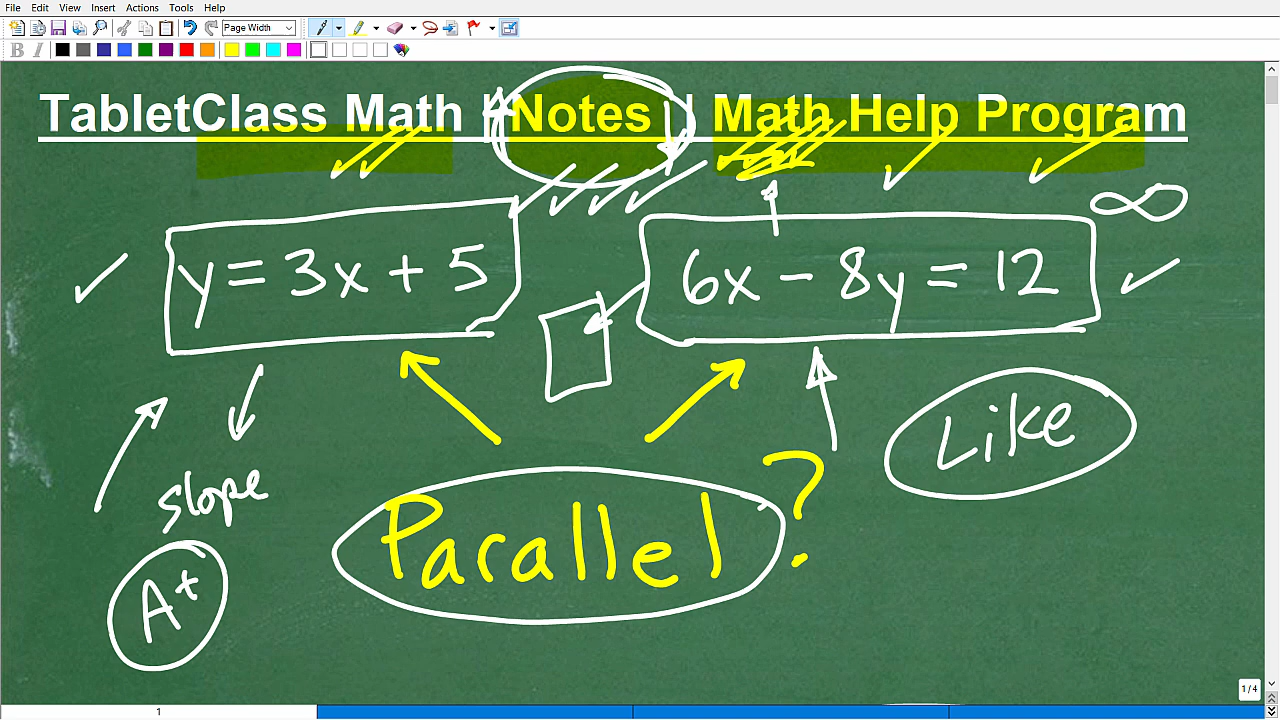 File Edit View Insert Actions Tools Help
Page Width
B I
TabletClass Math | Notes | Math Help Program
∞
y = 3x + 5 6x - 8y = 12
Like
slope
Parallel ?
A+
1/4
1